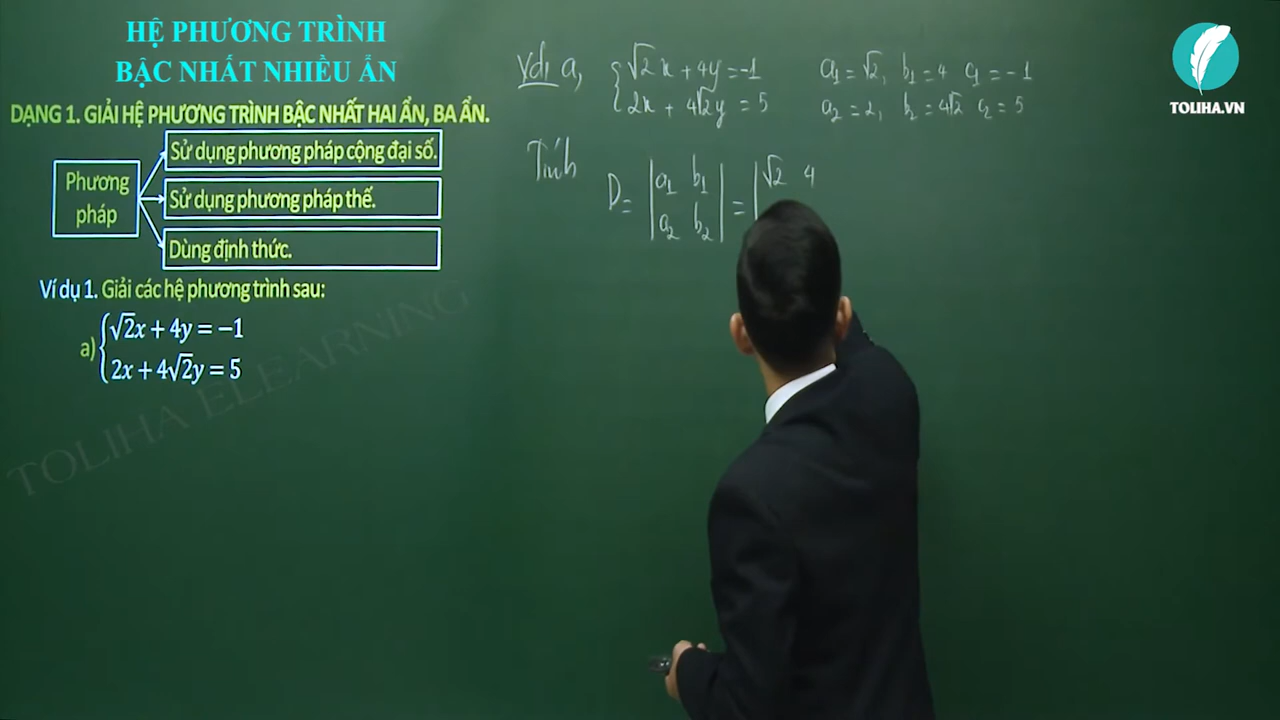 HỆ PHƯƠNG TRÌNH
BẬC NHẤT NHIỀU ẨN
DẠNG 1. GIẢI HỆ PHƯƠNG TRÌNH BẬC NHẤT HAI ẨN, BA ẨN.
Phương pháp
Sử dụng phương pháp cộng đại số.
Sử dụng phương pháp thế.
Dùng định thức.
Ví dụ 1. Giải các hệ phương trình sau:
a) {√2x + 4y = −1
2x + 4√2y = 5
TOLIHA ELEARNING
Vd1 a, {√2x + 4y = -1
2x + 4√2y = 5
a₁ = √2, b₁ = 4 c₁ = -1
a₂ = 2, b₂ = 4√2 c₂ = 5
Tính
D = |a₁ b₁| = |√2 4
|a₂ b₂|
TOLIHA.VN